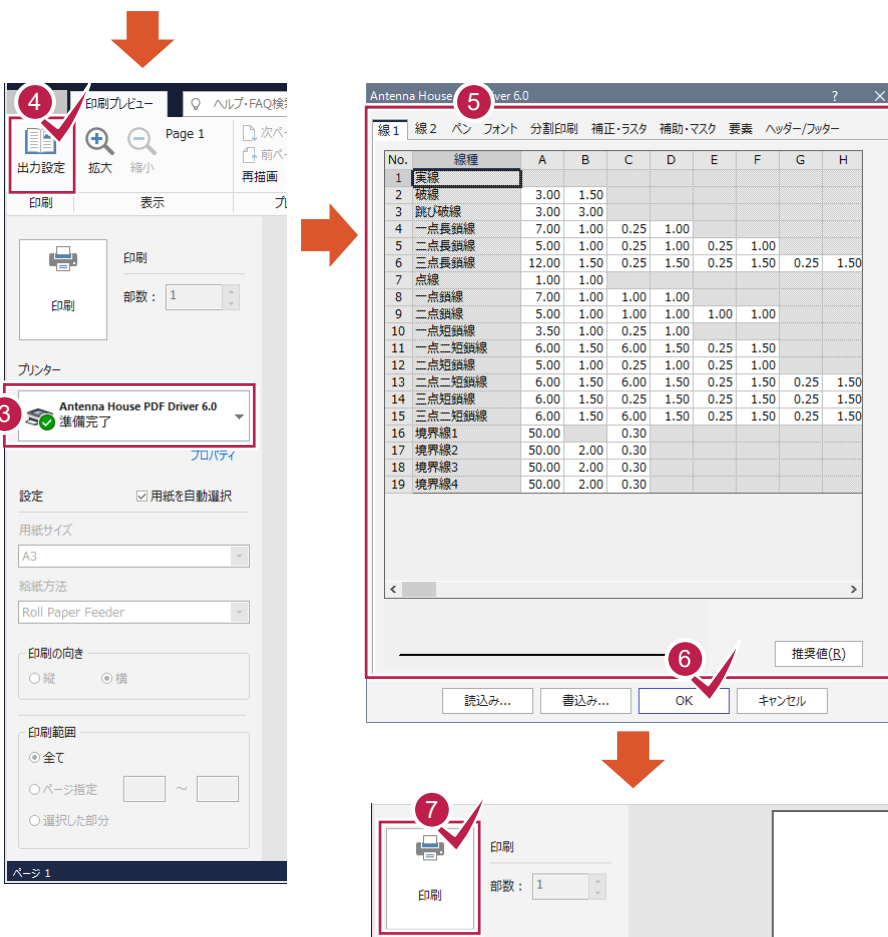 4
印刷プレビュー
ヘルプ・FAQ検索
出力設定
拡大
縮小
Page 1
次ペ
前ペ
再描画
印刷
表示
印刷
印刷
部数： 1
プリンター
3
Antenna House PDF Driver 6.0
準備完了
プロパティ
設定
用紙を自動選択
用紙サイズ
A3
給紙方法
Roll Paper Feeder
印刷の向き
縦 横
印刷範囲
全て
ページ指定 ～
選択した部分
ページ 1
Antenna House
ver 6.0
? ×
5
線1 線2 ペン フォント 分割印刷 補正・ラスタ 補助・マスク 要素 ヘッダー/フッター
No. 線種 A B C D E F G H
1 実線
2 破線 3.00 1.50
3 跳び破線 3.00 3.00
4 一点長鎖線 7.00 1.00 0.25 1.00
5 二点長鎖線 5.00 1.00 0.25 1.00 0.25 1.00
6 三点長鎖線 12.00 1.50 0.25 1.50 0.25 1.50 0.25 1.50
7 点線 1.00 1.00
8 一点鎖線 7.00 1.00 1.00 1.00
9 二点鎖線 5.00 1.00 1.00 1.00 1.00 1.00
10 一点短鎖線 3.50 1.00 0.25 1.00
11 一点二短鎖線 6.00 1.50 6.00 1.50 0.25 1.50
12 二点短鎖線 5.00 1.00 0.25 1.00 0.25 1.00
13 二点二短鎖線 6.00 1.50 6.00 1.50 0.25 1.50 0.25 1.50
14 三点短鎖線 6.00 1.50 0.25 1.50 0.25 1.50 0.25 1.50
15 三点二短鎖線 6.00 1.50 6.00 1.50 0.25 1.50 0.25 1.50
16 境界線1 50.00 0.30
17 境界線2 50.00 2.00 0.30
18 境界線3 50.00 2.00 0.30
19 境界線4 50.00 2.00 0.30
推奨値(R)
6
読込み... 書込み... OK キャンセル
7
印刷
印刷
部数： 1